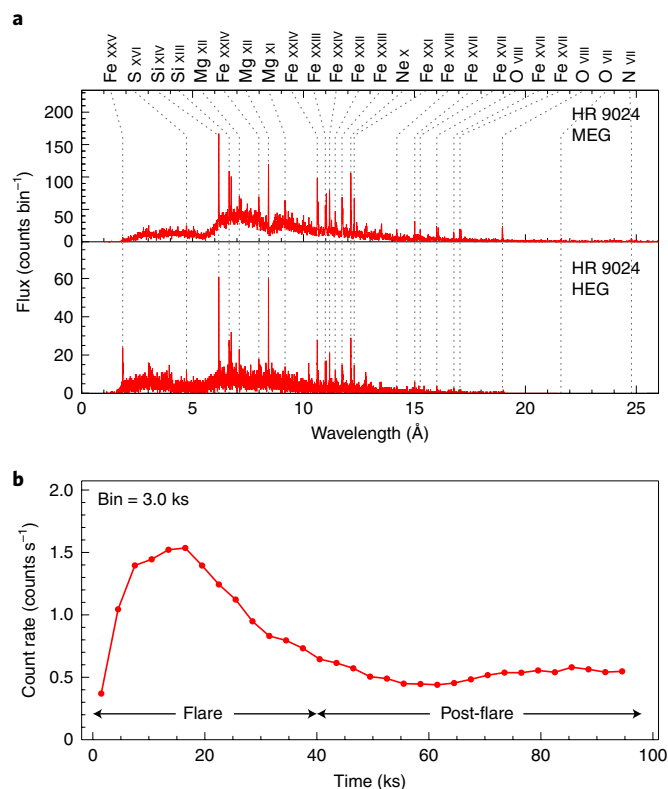 a
Fe XXV
S XVI
Si XIV
Si XIII
Mg XII
Fe XXIV
Mg XII
Mg XI
Fe XXIV
Fe XXIII
Fe XXIV
Fe XXII
Fe XXIII
Ne X
Fe XXI
Fe XVIII
Fe XVII
Fe XVII
O VIII
Fe XVII
O VIII
O VII
N VII
200
150
100
50
0
HR 9024
MEG
Flux (counts bin⁻¹)
60
40
20
0
HR 9024
HEG
0 5 10 15 20 25
Wavelength (Å)
b
Bin = 3.0 ks
2.0
1.5
1.0
0.5
0
Count rate (counts s⁻¹)
Flare Post-flare
0 20 40 60 80 100
Time (ks)